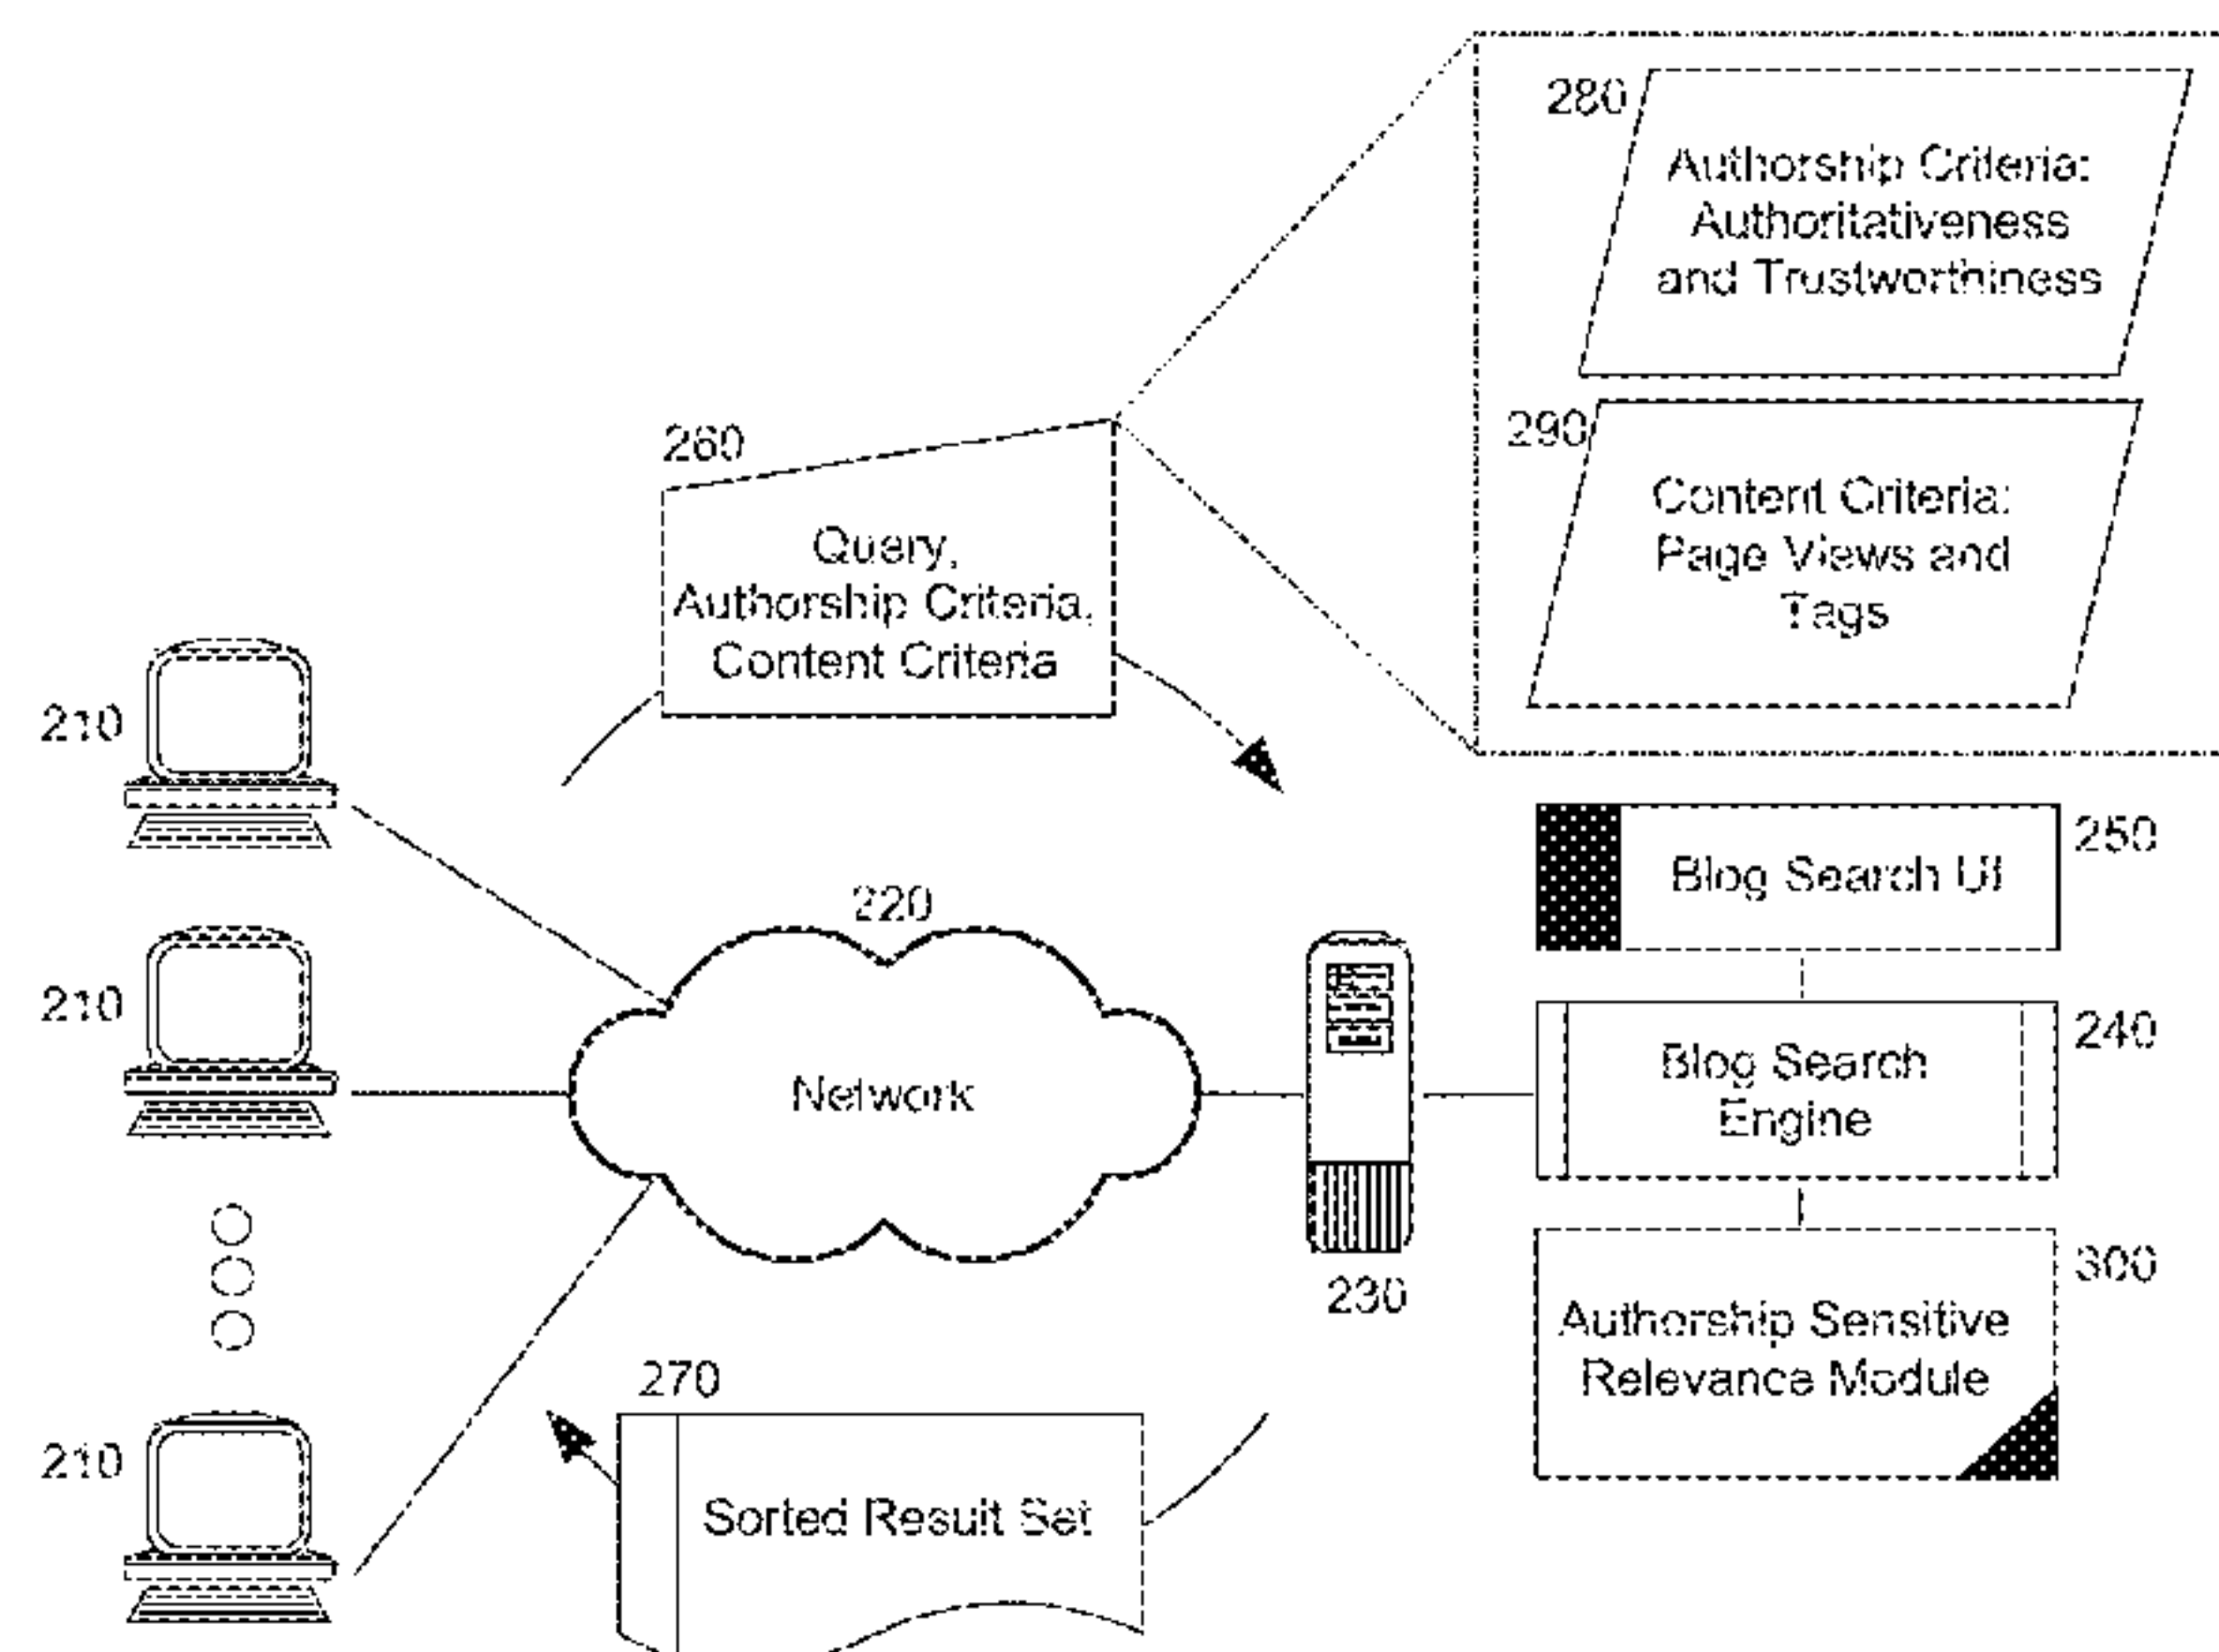 280
Authorship Criteria:
Authoritativeness
and Trustworthiness
290
Content Criteria:
Page Views and
Tags
260
Query,
Authorship Criteria,
Content Criteria
210
210
210
220
Network
230
250
Blog Search UI
240
Blog Search
Engine
300
Authorship Sensitive
Relevance Module
270
Sorted Result Set